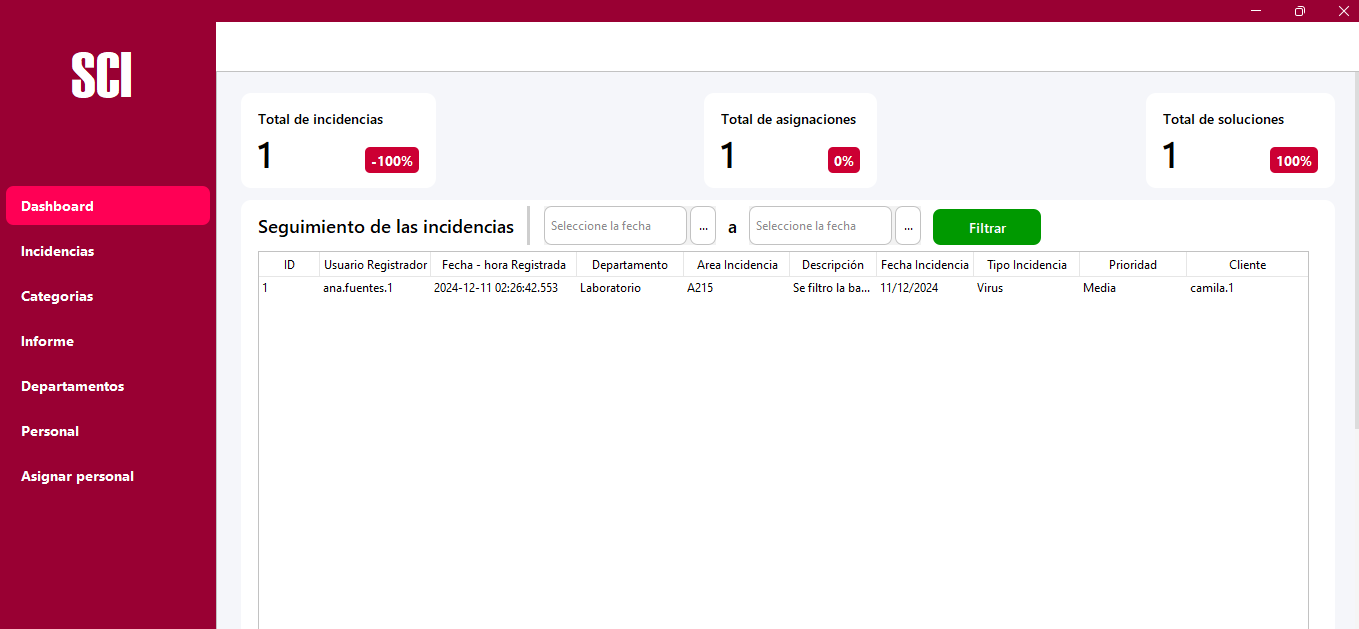 SCI
Dashboard
Incidencias
Categorias
Informe
Departamentos
Personal
Asignar personal
Total de incidencias
1
-100%
Total de asignaciones
1
0%
Total de soluciones
1
100%
Seguimiento de las incidencias
Seleccione la fecha
...
a
Seleccione la fecha
...
Filtrar
ID Usuario Registrador Fecha - hora Registrada Departamento Area Incidencia Descripción Fecha Incidencia Tipo Incidencia Prioridad Cliente
1 ana.fuentes.1 2024-12-11 02:26:42.553 Laboratorio A215 Se filtro la ba... 11/12/2024 Virus Media camila.1